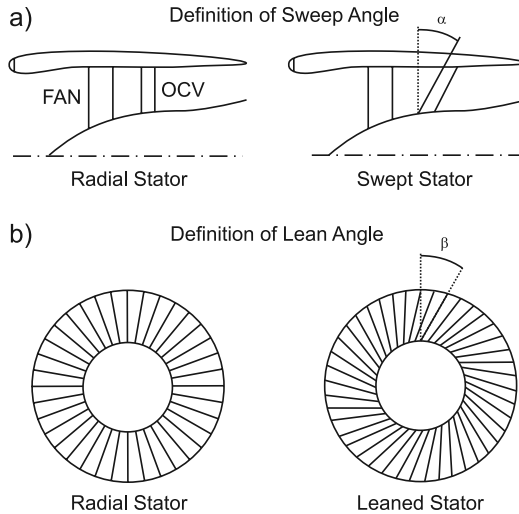 a)
Definition of Sweep Angle
α
FAN
OCV
Radial Stator
Swept Stator
b)
Definition of Lean Angle
β
Radial Stator
Leaned Stator